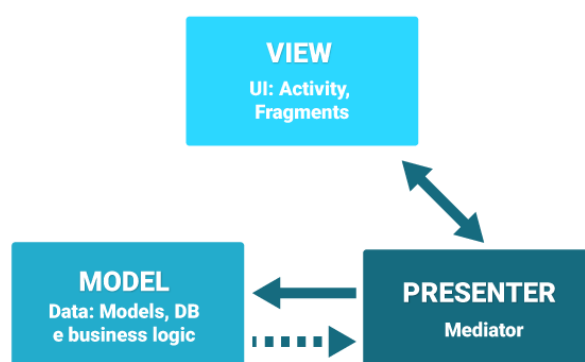 VIEW
UI: Activity,
Fragments
MODEL
Data: Models, DB
e business logic
PRESENTER
Mediator